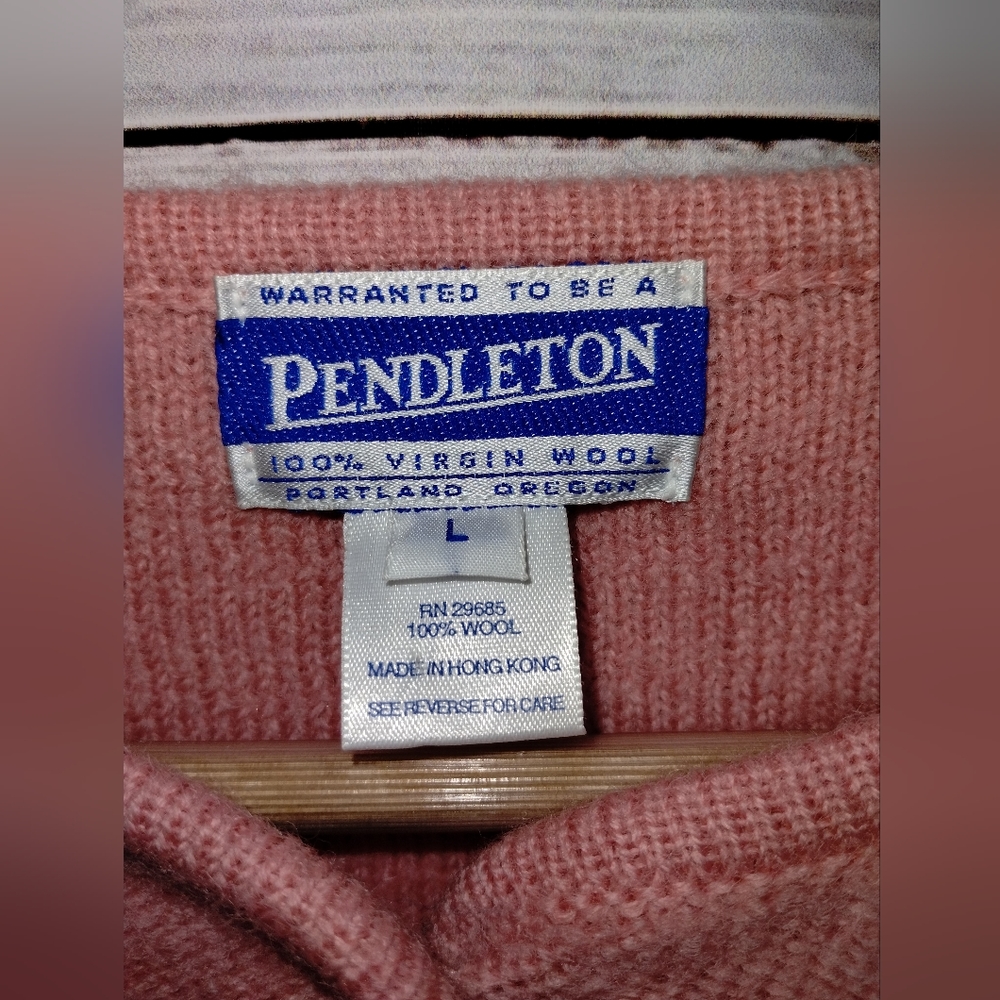 WARRANTED TO BE A
PENDLETON
100% VIRGIN WOOL
PORTLAND OREGON
L
RN 29685
100% WOOL
MADE IN HONG KONG
SEE REVERSE FOR CARE